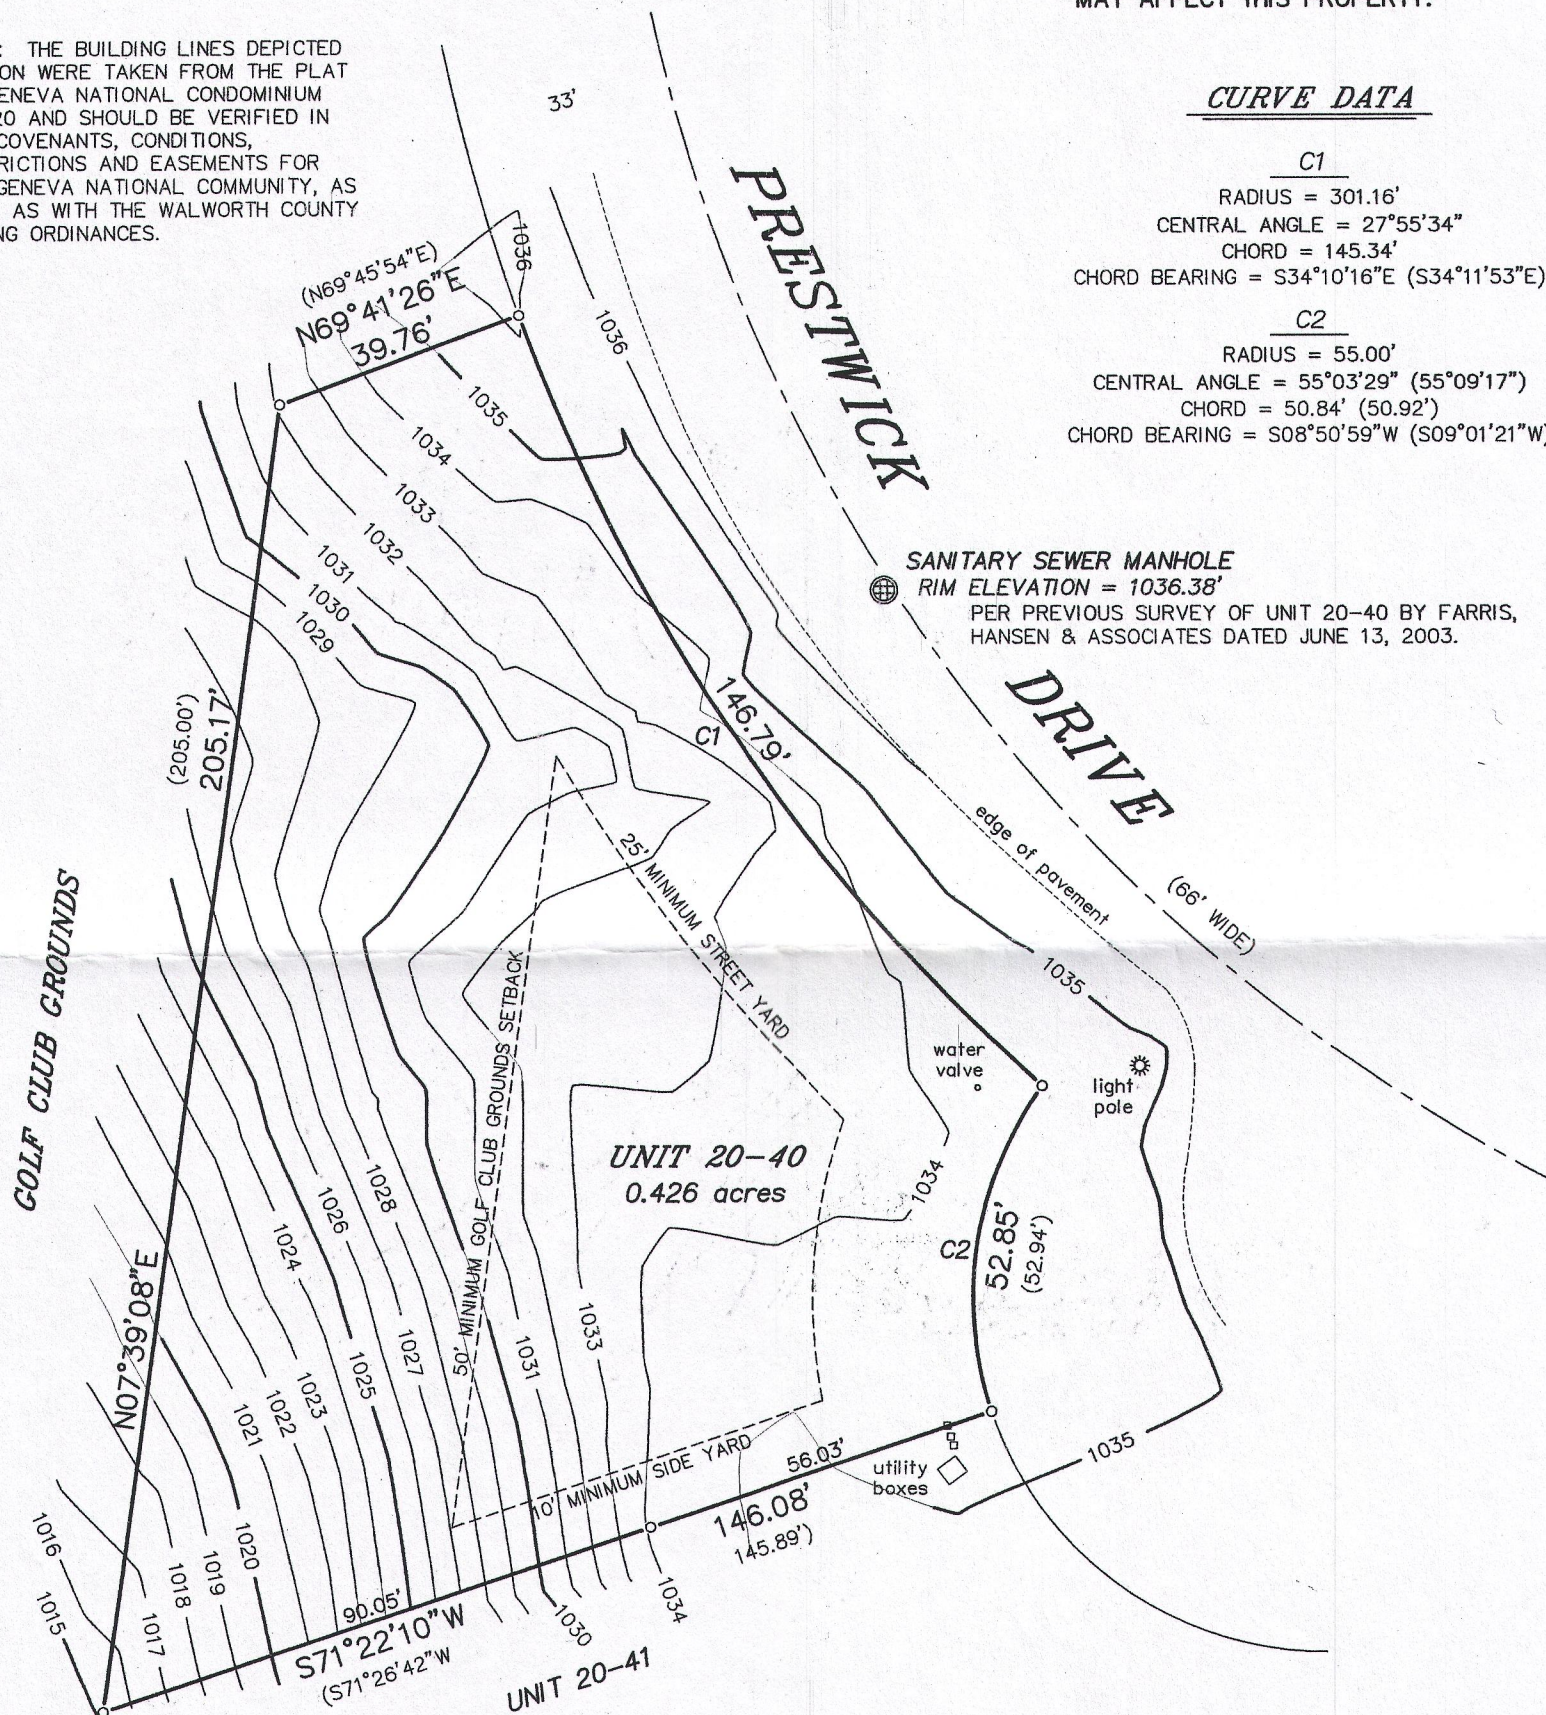 MAY AFFECT THIS PROPERTY.
: THE BUILDING LINES DEPICTED
ON WERE TAKEN FROM THE PLAT
GENEVA NATIONAL CONDOMINIUM
20 AND SHOULD BE VERIFIED IN
COVENANTS, CONDITIONS,
RICTIONS AND EASEMENTS FOR
GENEVA NATIONAL COMMUNITY, AS
AS WITH THE WALWORTH COUNTY
NG ORDINANCES.
33'
CURVE DATA
C1
RADIUS = 301.16'
CENTRAL ANGLE = 27°55'34"
CHORD = 145.34'
CHORD BEARING = S34°10'16"E (S34°11'53"E)
C2
RADIUS = 55.00'
CENTRAL ANGLE = 55°03'29" (55°09'17")
CHORD = 50.84' (50.92')
CHORD BEARING = S08°50'59"W (S09°01'21"W)
PRESTWICK
DRIVE
(66' WIDE)
edge of pavement
SANITARY SEWER MANHOLE
RIM ELEVATION = 1036.38'
PER PREVIOUS SURVEY OF UNIT 20-40 BY FARRIS,
HANSEN & ASSOCIATES DATED JUNE 13, 2003.
(N69°45'54"E)
N69°41'26"E
39.76'
1036
1036
1035
1034
1033
1032
1031
1030
1029
(205.00')
205.17'
146.79'
C1
25' MINIMUM STREET YARD
50' MINIMUM GOLF CLUB GROUNDS SETBACK
GOLF CLUB GROUNDS
1035
water
valve
light
pole
UNIT 20-40
0.426 acres
1034
C2
52.85'
(52.94')
N07°39'08"E
1028
1026
1024
1033
1031
1027
1025
1023
1022
1021
1020
1019
1018
1017
1016
1015
10' MINIMUM SIDE YARD
56.03'
utility
boxes
1035
146.08'
145.89')
1034
1030
90.05'
S71°22'10"W
(S71°26'42"W
UNIT 20-41